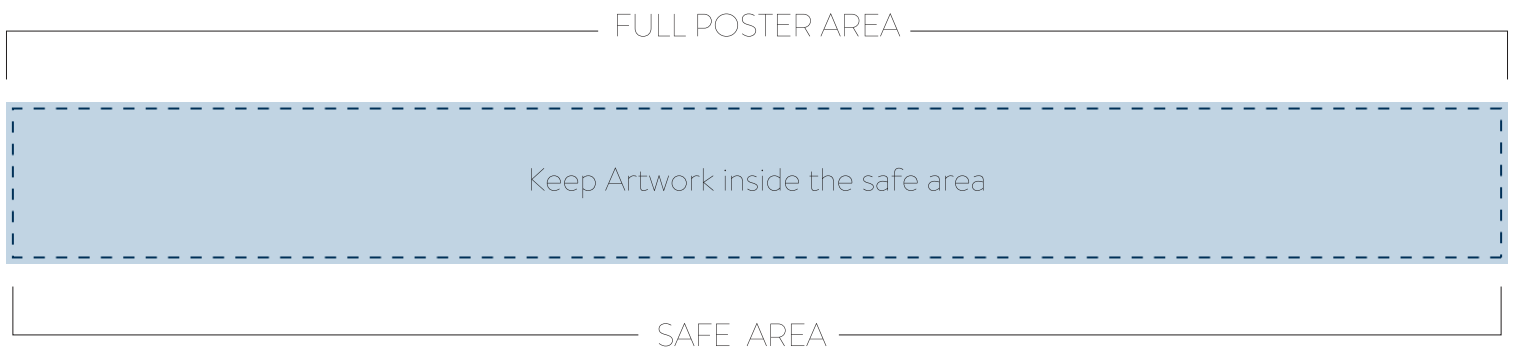 FULL POSTER AREA
Keep Artwork inside the safe area
SAFE AREA